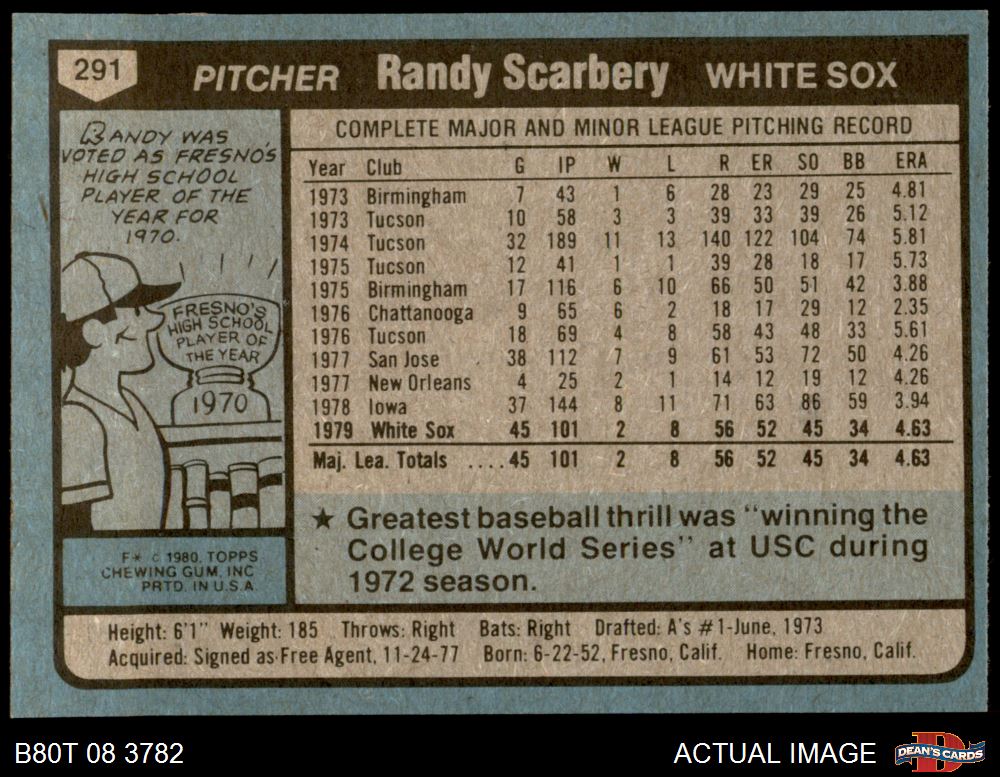 291 PITCHER Randy Scarbery WHITE SOX
RANDY WAS
VOTED AS FRESNO'S
HIGH SCHOOL
PLAYER OF THE
YEAR FOR
1970.
FRESNO'S
HIGH SCHOOL
PLAYER OF
THE YEAR
1970
F* © 1980, TOPPS
CHEWING GUM, INC
PRTD. IN U.S.A.
COMPLETE MAJOR AND MINOR LEAGUE PITCHING RECORD
Year Club G IP W L R ER SO BB ERA
1973 Birmingham 7 43 1 6 28 23 29 25 4.81
1973 Tucson 10 58 3 3 39 33 39 26 5.12
1974 Tucson 32 189 11 13 140 122 104 74 5.81
1975 Tucson 12 41 1 1 39 28 18 17 5.73
1975 Birmingham 17 116 6 10 66 50 51 42 3.88
1976 Chattanooga 9 65 6 2 18 17 29 12 2.35
1976 Tucson 18 69 4 8 58 43 48 33 5.61
1977 San Jose 38 112 7 9 61 53 72 50 4.26
1977 New Orleans 4 25 2 1 14 12 19 12 4.26
1978 Iowa 37 144 8 11 71 63 86 59 3.94
1979 White Sox 45 101 2 8 56 52 45 34 4.63
Maj. Lea. Totals ....45 101 2 8 56 52 45 34 4.63
★ Greatest baseball thrill was "winning the
College World Series" at USC during
1972 season.
Height: 6'1" Weight: 185 Throws: Right Bats: Right Drafted: A's #1-June, 1973
Acquired: Signed as Free Agent, 11-24-77 Born: 6-22-52, Fresno, Calif. Home: Fresno, Calif.
B80T 08 3782 ACTUAL IMAGE DEAN'S CARDS